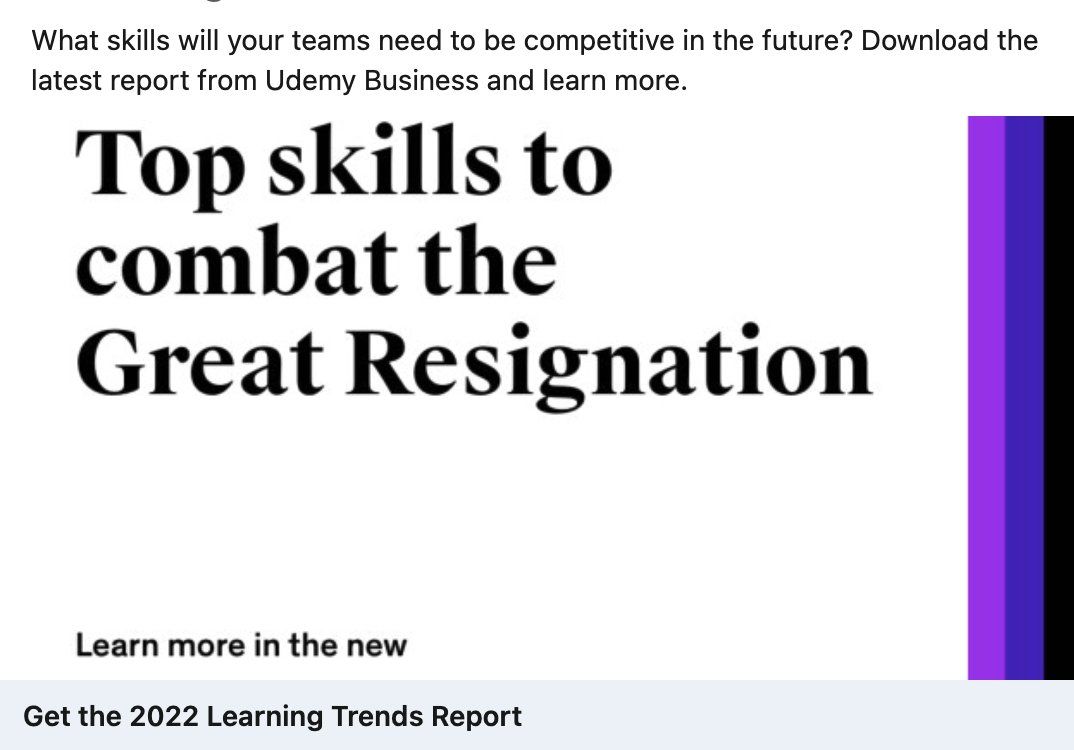 What skills will your teams need to be competitive in the future? Download the
latest report from Udemy Business and learn more.
Top skills to
combat the
Great Resignation
Learn more in the new
Get the 2022 Learning Trends Report